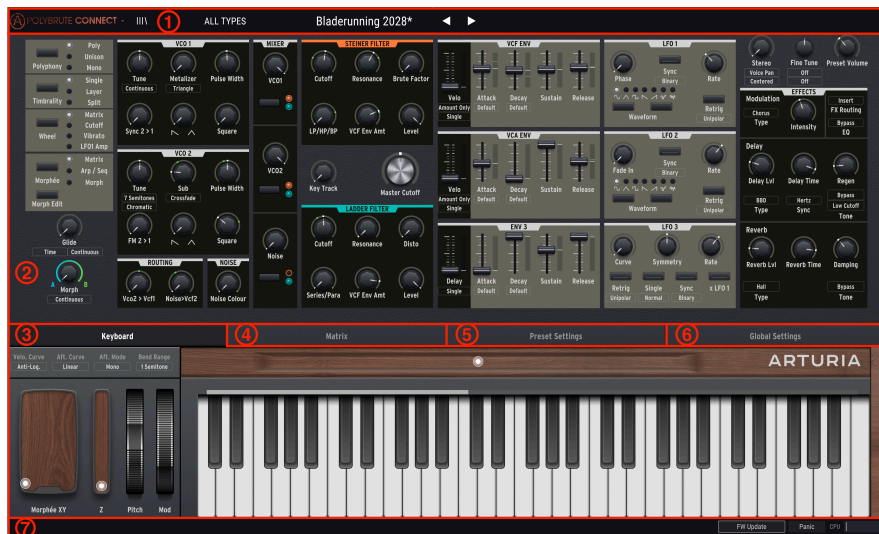 POLYBRUTE CONNECT
1
ALL TYPES
Bladerunning 2028*
Polyphony
Poly
Unison
Mono
Timbrality
Single
Layer
Split
Wheel
Matrix
Cutoff
Vibrato
LFO1 Amp
Morphée
Matrix
Arp / Seq
Morph
Morph Edit
Glide
Time
Continuous
2
A
B
Morph
Continuous
VCO 1
Tune
Metalizer
Pulse Width
Continuous
Triangle
Sync 2 > 1
Square
VCO 2
Tune
Sub
Pulse Width
7 Semitones
Crossfade
Chromatic
FM 2 > 1
Square
ROUTING
Vco2 > Vcf1
Noise>Vcf2
NOISE
Noise Colour
MIXER
VCO1
VCO2
Noise
STEINER FILTER
Cutoff
Resonance
Brute Factor
LP/HP/BP
VCF Env Amt
Level
Key Track
Master Cutoff
LADDER FILTER
Cutoff
Resonance
Disto
Series/Para
VCF Env Amt
Level
VCF ENV
Velo
Attack
Decay
Sustain
Release
Amount Only
Default
Default
Single
VCA ENV
Velo
Attack
Decay
Sustain
Release
Amount Only
Default
Default
Single
ENV 3
Delay
Attack
Decay
Sustain
Release
Single
Default
Default
LFO 1
Phase
Sync
Rate
Binary
Waveform
Retrig
Unipolar
LFO 2
Fade In
Sync
Rate
Binary
Waveform
Retrig
Unipolar
LFO 3
Curve
Symmetry
Rate
Retrig
Single
Sync
x LFO 1
Unipolar
Normal
Binary
Stereo
Fine Tune
Preset Volume
Voice Pan
Off
Centered
Off
EFFECTS
Modulation
Insert
FX Routing
Chorus
Type
Intensity
Bypass
EQ
Delay
Delay Lvl
Delay Time
Regen
BBD
Hertz
Bypass
Low Cutoff
Type
Sync
Tone
Reverb
Reverb Lvl
Reverb Time
Damping
Hall
Bypass
Type
Tone
3
Keyboard
4
Matrix
5
Preset Settings
6
Global Settings
Velo. Curve
Aft. Curve
Aft. Mode
Bend Range
Anti-Log.
Linear
Mono
1 Semitone
ARTURIA
Morphée XY
Z
Pitch
Mod
7
FW Update
Panic
CPU